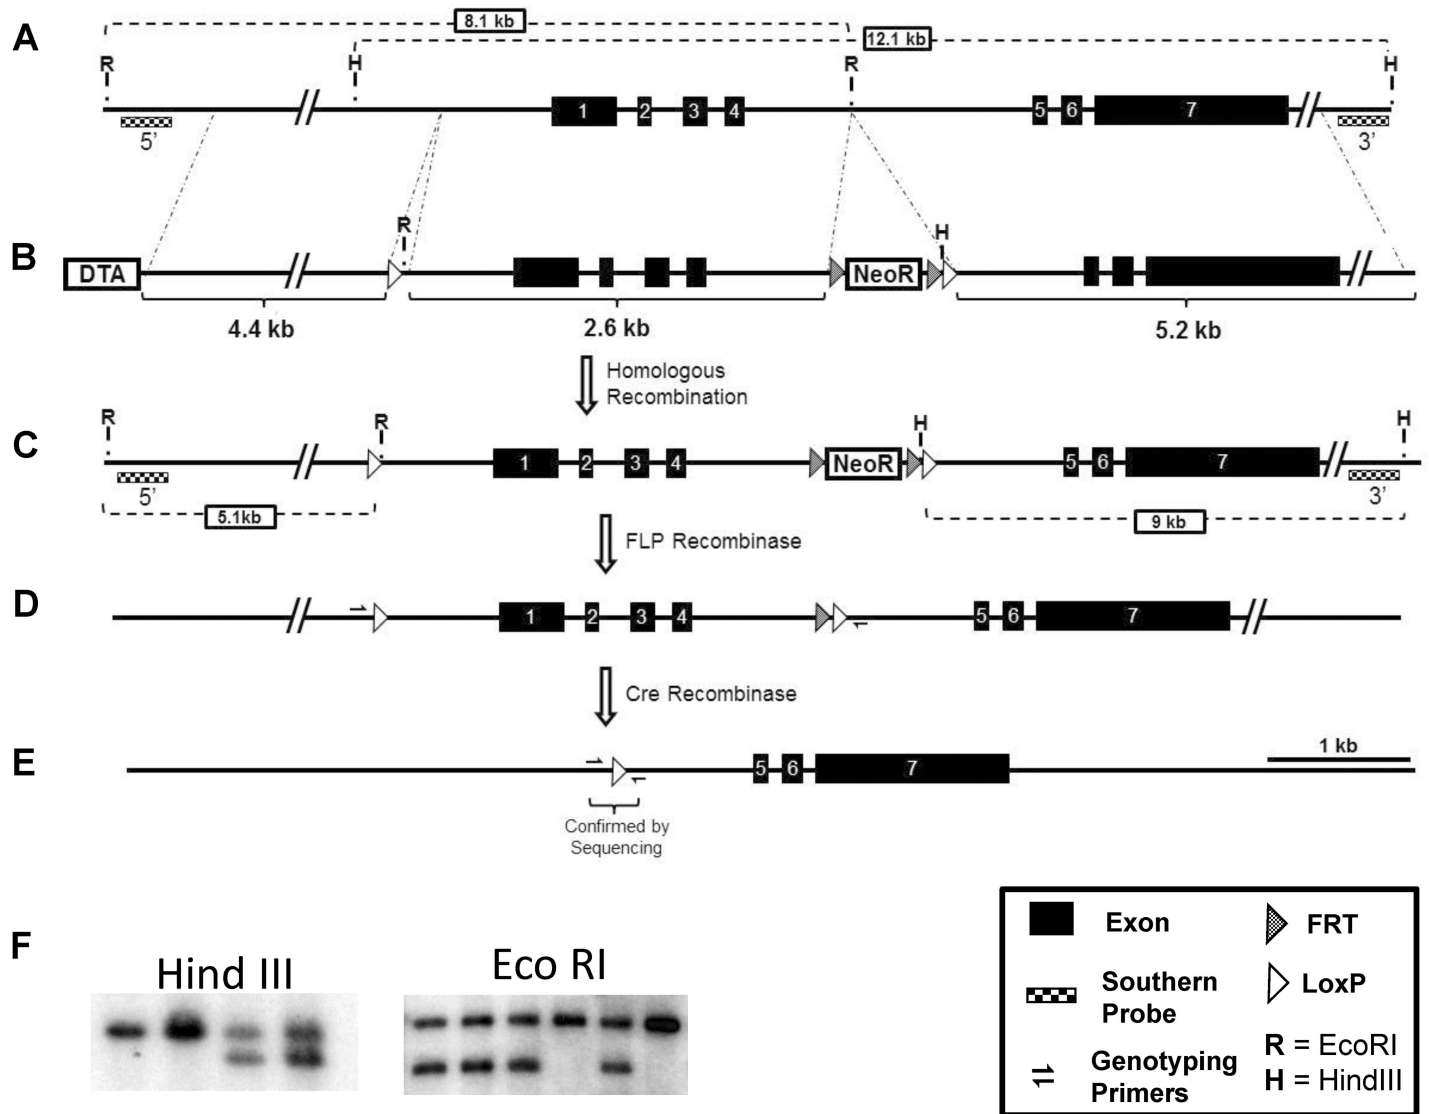 A
8.1 kb
12.1 kb
R H R H
1 2 3 4 5 6 7
5' 3'
B
R H
DTA NeoR
4.4 kb 2.6 kb 5.2 kb
Homologous
Recombination
C
R R H H
1 2 3 4 NeoR 5 6 7
5' 3'
5.1kb 9 kb
FLP Recombinase
D
1 2 3 4 5 6 7
Cre Recombinase
E
1 kb
5 6 7
Confirmed by
Sequencing
F
Hind III
Eco RI
Exon
FRT
Southern
Probe
LoxP
Genotyping
Primers
R = EcoRI
H = HindIII